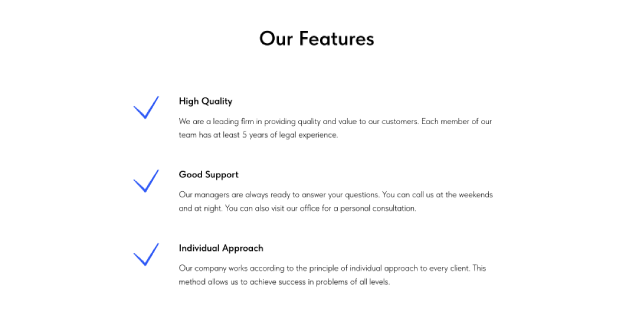 Our Features
High Quality
We are a leading firm in providing quality and value to our customers. Each member of our
team has at least 5 years of legal experience.
Good Support
Our managers are always ready to answer your questions. You can call us at the weekends
and at night. You can also visit our office for a personal consultation.
Individual Approach
Our company works according to the principle of individual approach to every client. This
method allows us to achieve success in problems of all levels.